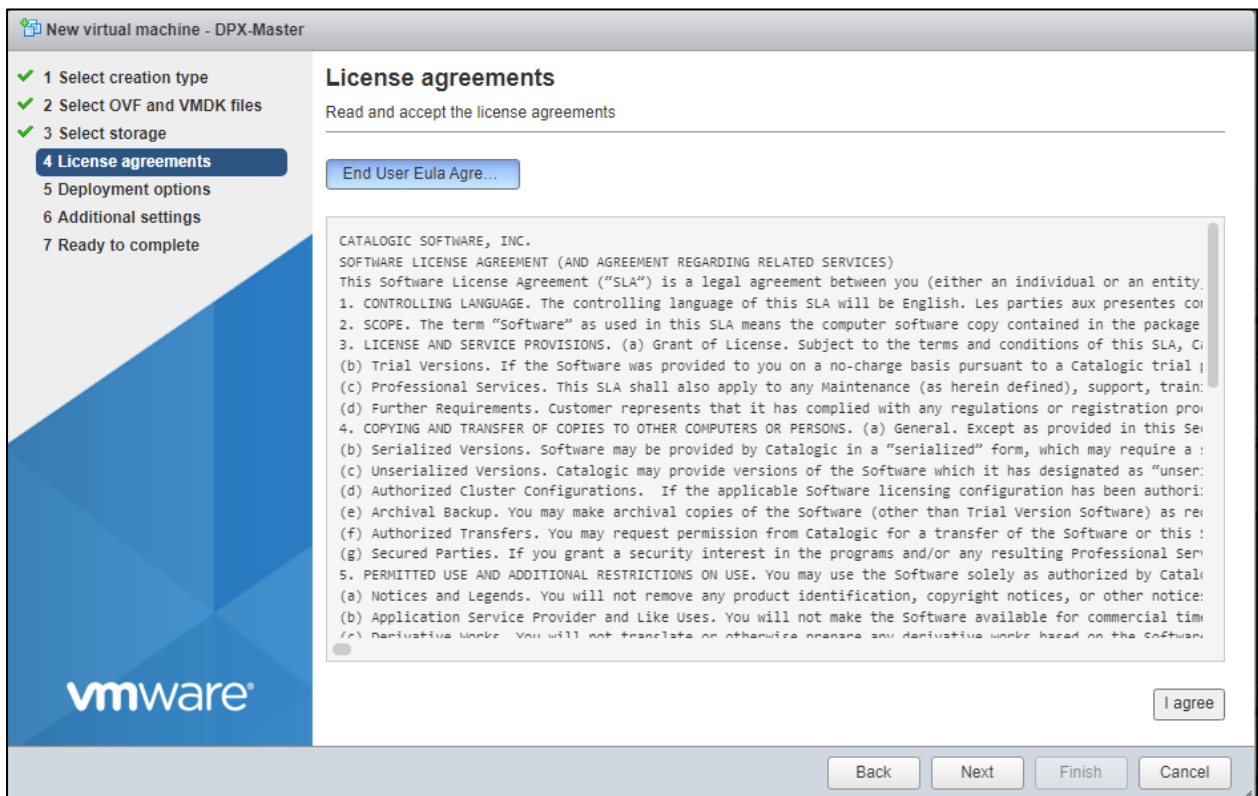 New virtual machine - DPX-Master
1 Select creation type
2 Select OVF and VMDK files
3 Select storage
4 License agreements
5 Deployment options
6 Additional settings
7 Ready to complete
License agreements
Read and accept the license agreements
End User Eula Agre...
CATALOGIC SOFTWARE, INC.
SOFTWARE LICENSE AGREEMENT (AND AGREEMENT REGARDING RELATED SERVICES)
This Software License Agreement (“SLA”) is a legal agreement between you (either an individual or an entity
1. CONTROLLING LANGUAGE. The controlling language of this SLA will be English. Les parties aux presentes
2. SCOPE. The term “Software” as used in this SLA means the computer software copy contained in the package
3. LICENSE AND SERVICE PROVISIONS. (a) Grant of License. Subject to the terms and conditions of this SLA,
(b) Trial Versions. If the Software was provided to you on a no-charge basis pursuant to a Catalogic trial
(c) Professional Services. This SLA shall also apply to any Maintenance (as herein defined), support,
(d) Further Requirements. Customer represents that it has complied with any regulations or registration
4. COPYING AND TRANSFER OF COPIES TO OTHER COMPUTERS OR PERSONS. (a) General. Except as provided in this
(b) Serialized Versions. Software may be provided by Catalogic in a “serialized” form, which may require a
(c) Unserialized Versions. Catalogic may provide versions of the Software which it has designated as
(d) Authorized Cluster Configurations. If the applicable Software licensing configuration has been
(e) Archival Backup. You may make archival copies of the Software (other than Trial Version Software) as
(f) Authorized Transfers. You may request permission from Catalogic for a transfer of the Software or this
(g) Secured Parties. If you grant a security interest in the programs and/or any resulting Professional
5. PERMITTED USE AND ADDITIONAL RESTRICTIONS ON USE. You may use the Software solely as authorized by
(a) Notices and Legends. You will not remove any product identification, copyright notices, or other
(b) Application Service Provider and Like Uses. You will not make the Software available for commercial
(c) Derivative Works. You will not translate or otherwise prepare any derivative works based on the
vmware®
I agree
Back
Next
Finish
Cancel